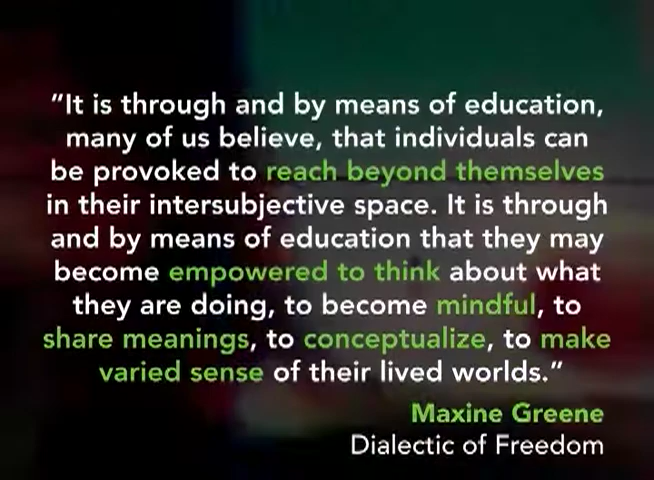 "It is through and by means of education,
many of us believe, that individuals can
be provoked to reach beyond themselves
in their intersubjective space. It is through
and by means of education that they may
become empowered to think about what
they are doing, to become mindful, to
share meanings, to conceptualize, to make
varied sense of their lived worlds."
Maxine Greene
Dialectic of Freedom